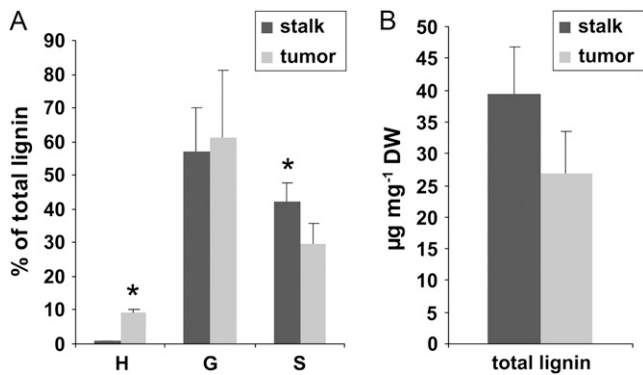 A
stalk
tumor
% of total lignin
90
80
70
60
50
40
30
20
10
0
*
*
H G S
B
stalk
tumor
µg mg⁻¹ DW
50
45
40
35
30
25
20
15
10
5
0
total lignin